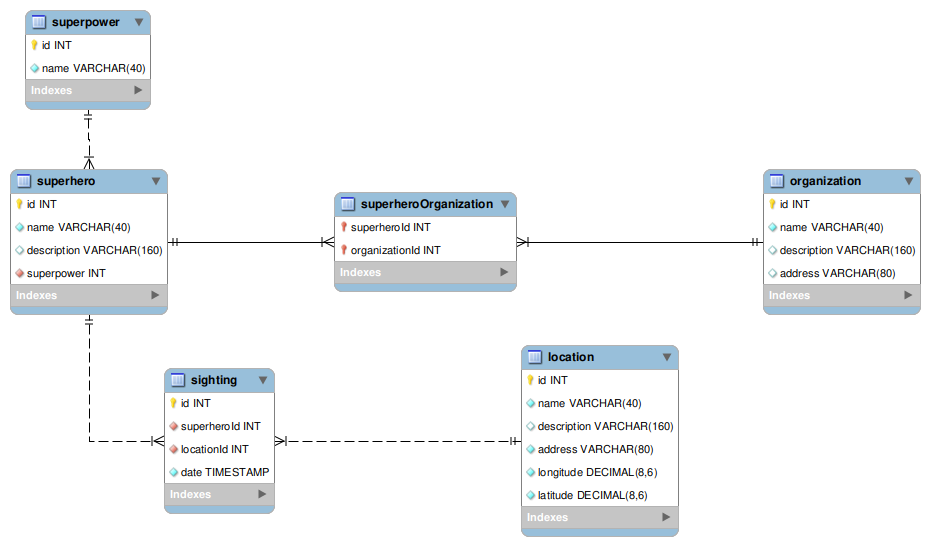 superpower
id INT
name VARCHAR(40)
Indexes
superhero
id INT
name VARCHAR(40)
description VARCHAR(160)
superpower INT
Indexes
superheroOrganization
superheroId INT
organizationId INT
Indexes
organization
id INT
name VARCHAR(40)
description VARCHAR(160)
address VARCHAR(80)
Indexes
sighting
id INT
superheroId INT
locationId INT
date TIMESTAMP
Indexes
location
id INT
name VARCHAR(40)
description VARCHAR(160)
address VARCHAR(80)
longitude DECIMAL(8,6)
latitude DECIMAL(8,6)
Indexes